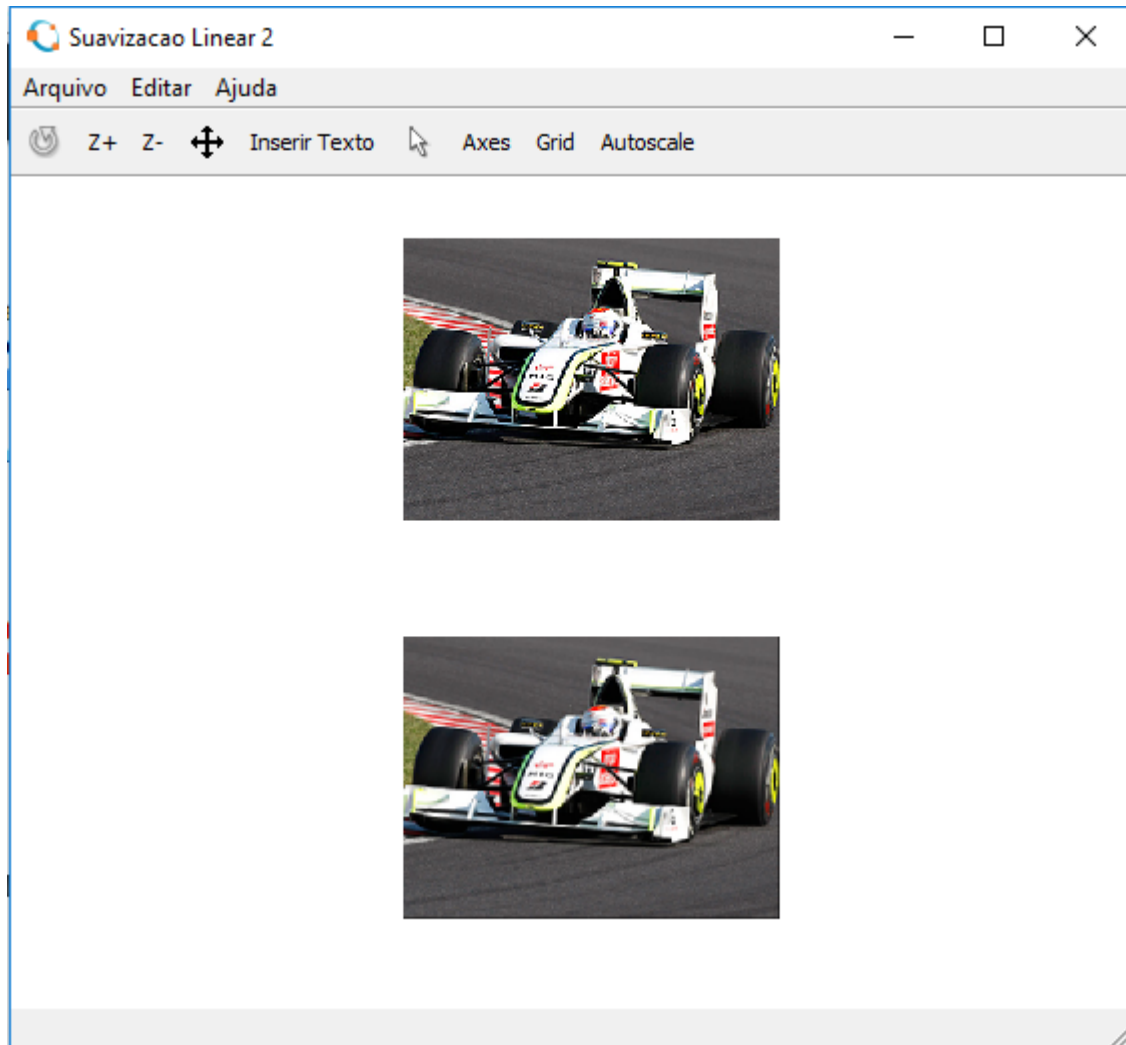 Suavizacao Linear 2
Arquivo Editar Ajuda
Z+ Z- Inserir Texto Axes Grid Autoscale